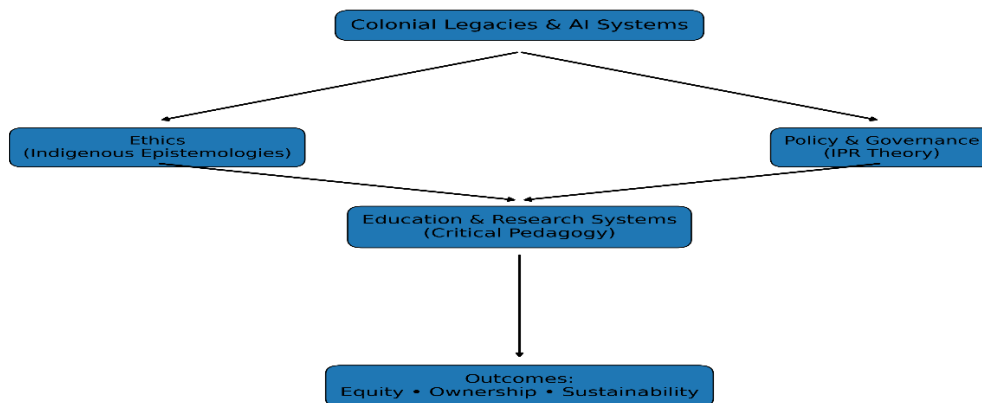 Colonial Legacies & AI Systems
Ethics
(Indigenous Epistemologies)
Policy & Governance
(IPR Theory)
Education & Research Systems
(Critical Pedagogy)
Outcomes:
Equity • Ownership • Sustainability